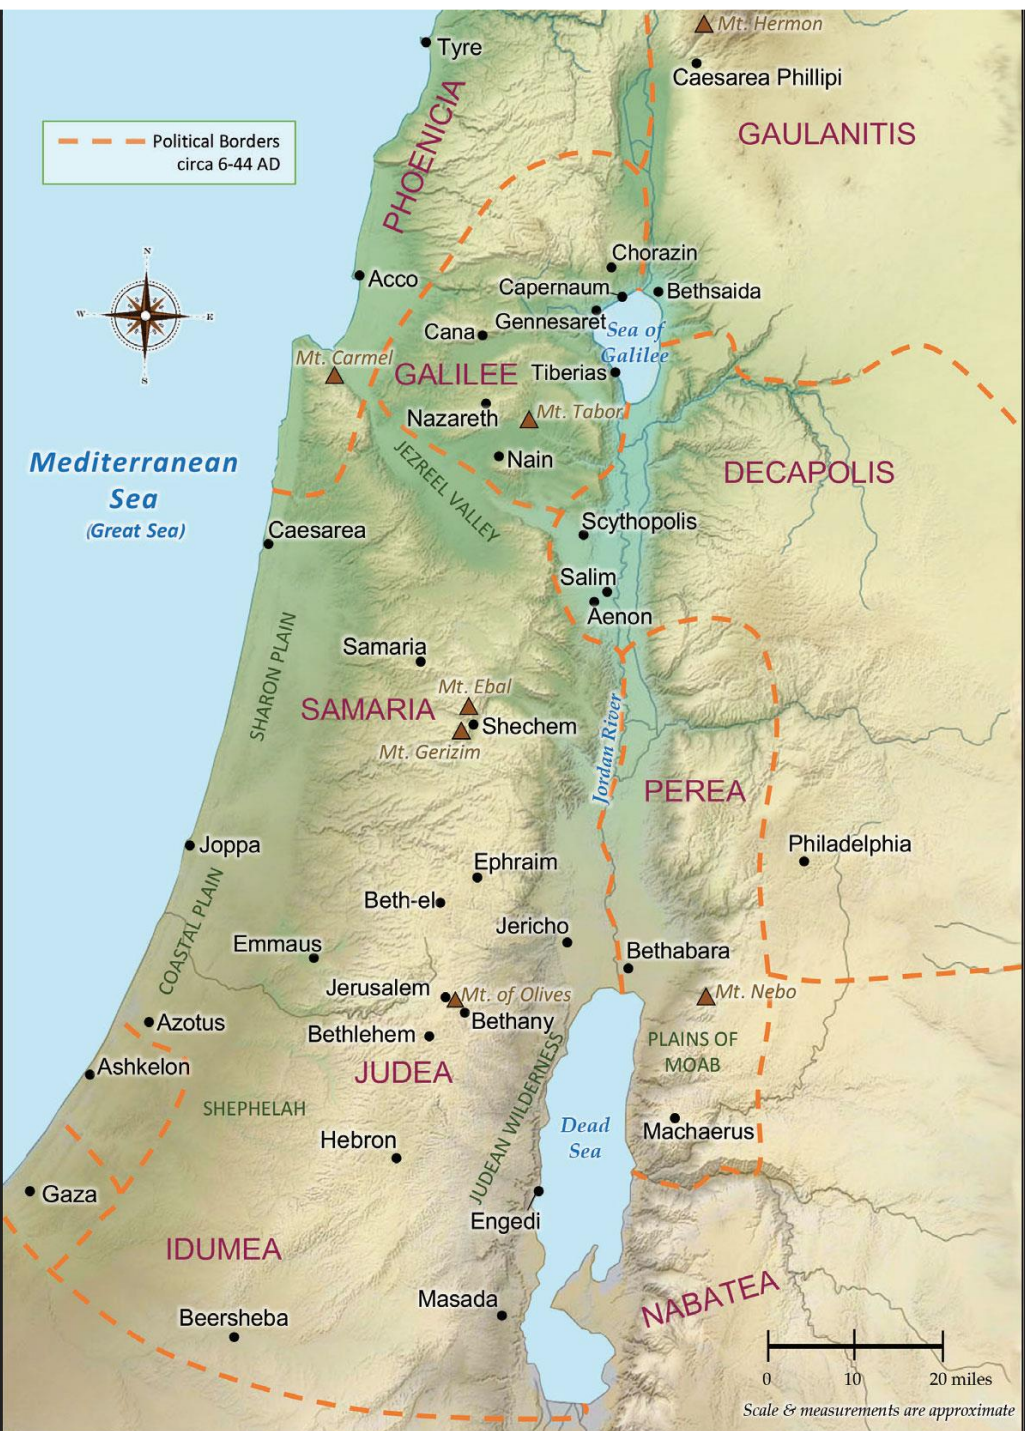 Mt. Hermon
Tyre
Caesarea Phillipi
PHOENICIA
GAULANITIS
Political Borders
circa 6-44 AD
N
W
E
S
Chorazin
Acco
Capernaum
Bethsaida
Gennesaret
Cana
Sea of
Galilee
Mt. Carmel
GALILEE
Tiberias
Nazareth
Mt. Tabor
Nain
JEZREEL VALLEY
Mediterranean
Sea
(Great Sea)
DECAPOLIS
Caesarea
Scythopolis
Salim
Aenon
SHARON PLAIN
Samaria
Mt. Ebal
SAMARIA
Shechem
Mt. Gerizim
Jordan River
PEREA
Joppa
Philadelphia
Ephraim
Beth-el
COASTAL PLAIN
Jericho
Emmaus
Bethabara
Jerusalem
Mt. of Olives
Mt. Nebo
Azotus
Bethany
Bethlehem
PLAINS OF
MOAB
Ashkelon
JUDEA
SHEPHELAH
JUDEAN WILDERNESS
Dead
Sea
Machaerus
Hebron
Gaza
Engedi
IDUMEA
NABATEA
Masada
Beersheba
0 10 20 miles
Scale & measurements are approximate